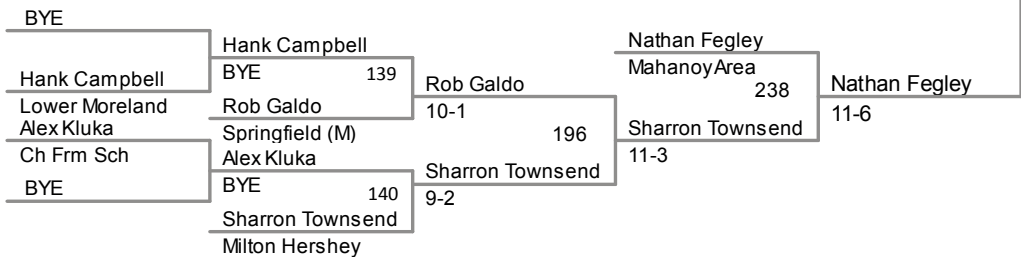 BYE
Hank Campbell
Lower Moreland
Alex Kluka
Ch Frm Sch
BYE
Hank Campbell
BYE
139
Rob Galdo
Springfield (M)
Alex Kluka
BYE
140
Sharron Townsend
Milton Hershey
Rob Galdo
10-1
196
Sharron Townsend
9-2
Nathan Fegley
Mahanoy Area
238
Sharron Townsend
11-3
Nathan Fegley
11-6